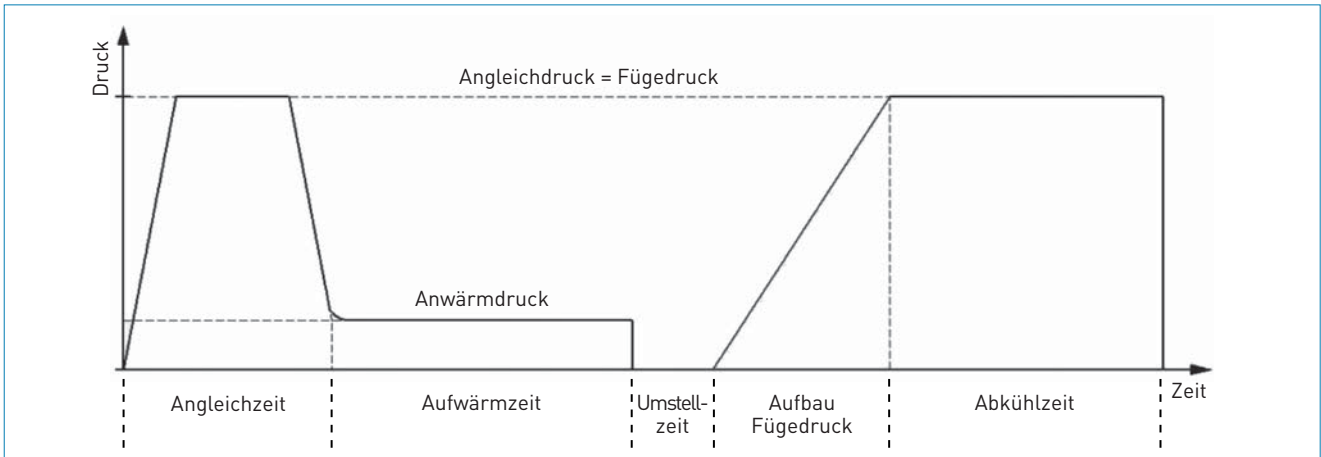 Druck
Angleichdruck = Fügedruck
Anwärmdruck
Zeit
Angleichzeit
Aufwärmzeit
Umstell-
zeit
Aufbau
Fügedruck
Abkühlzeit